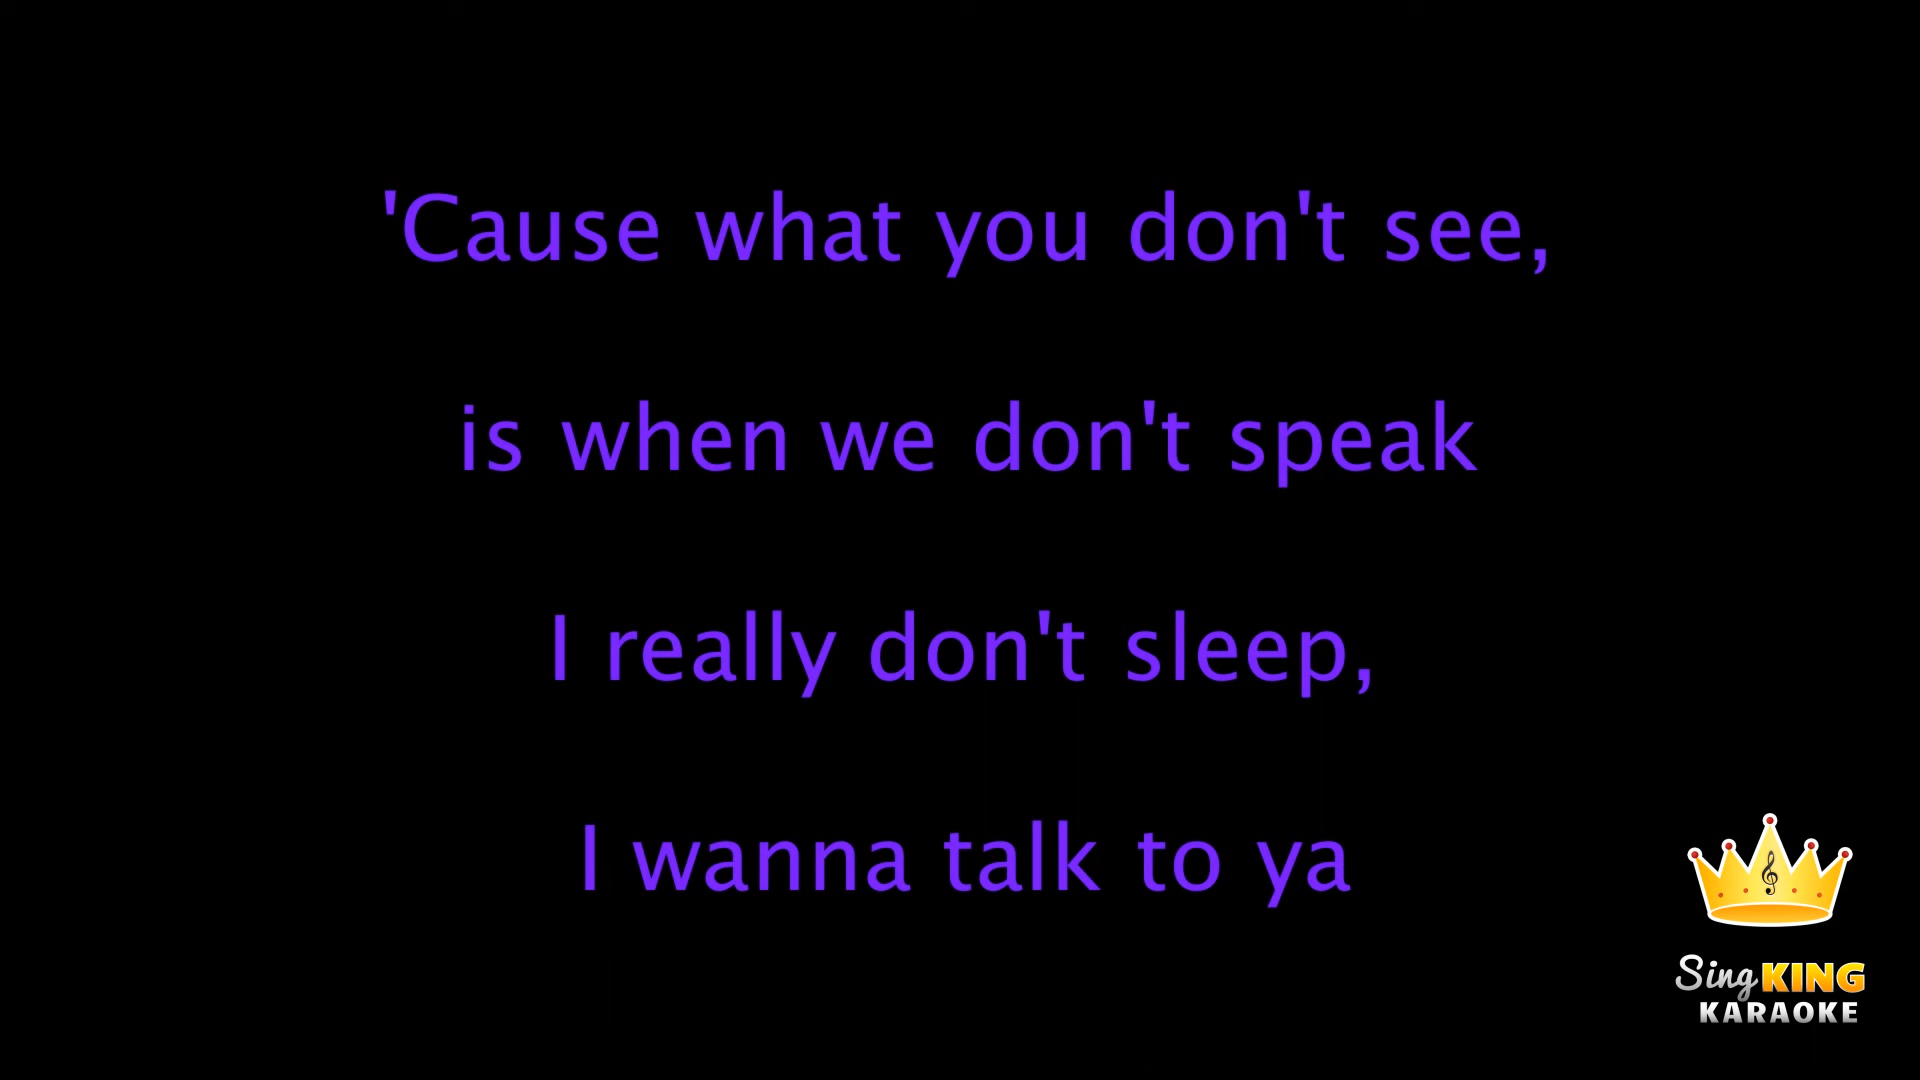 'Cause what you don't see,
is when we don't speak
I really don't sleep,
I wanna talk to ya
Sing KING
KARAOKE